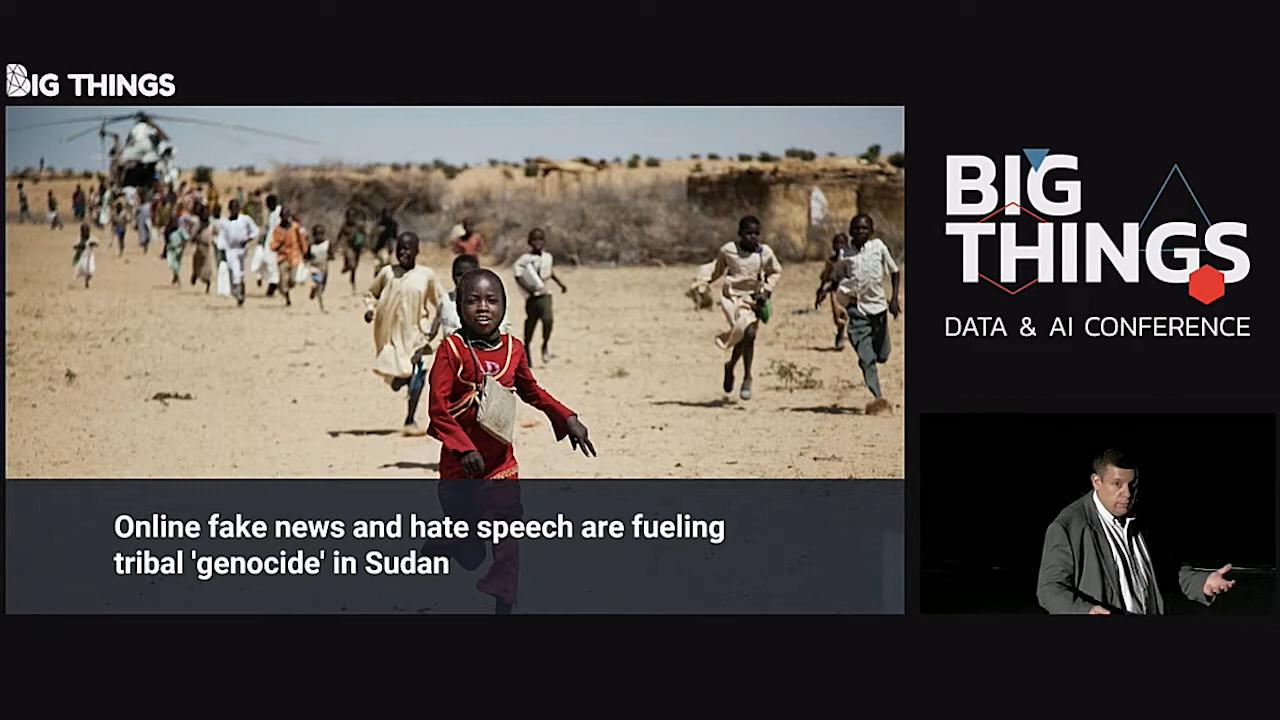 BIG THINGS
Online fake news and hate speech are fueling
tribal 'genocide' in Sudan
BIG
THINGS
DATA & AI CONFERENCE